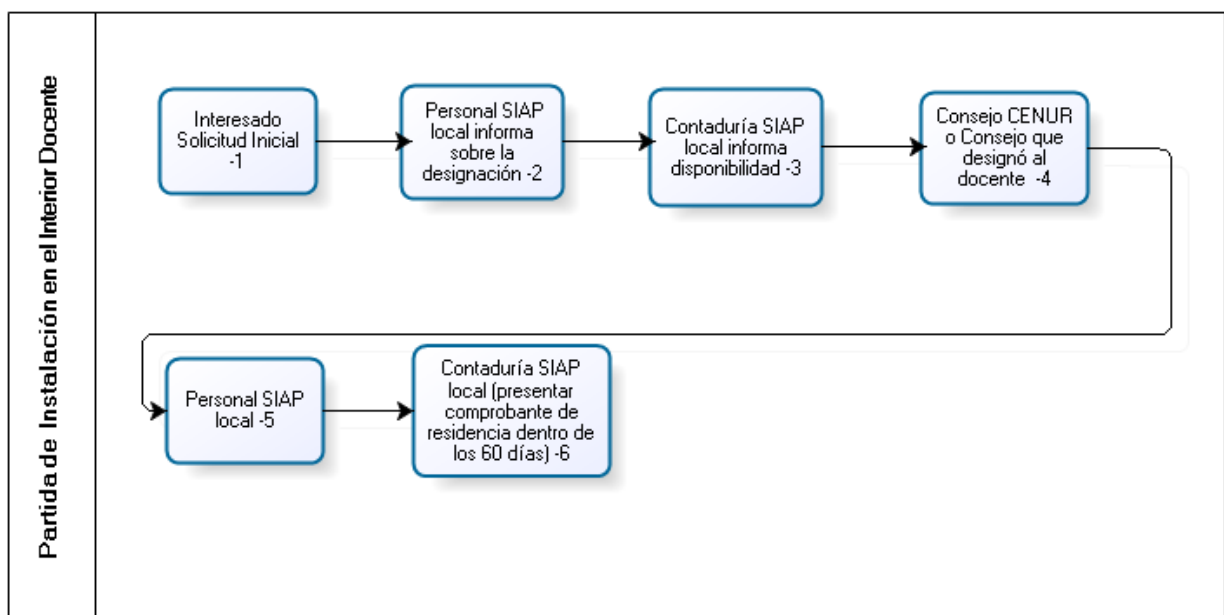 Partida de Instalación en el Interior Docente
Interesado
Solicitud Inicial
-1
Personal SIAP
local informa
sobre la
designación -2
Contaduría SIAP
local informa
disponibilidad -3
Consejo CENUR
o Consejo que
designó al
docente -4
Personal SIAP
local -5
Contaduría SIAP
local (presentar
comprobante de
residencia dentro de
los 60 días) -6